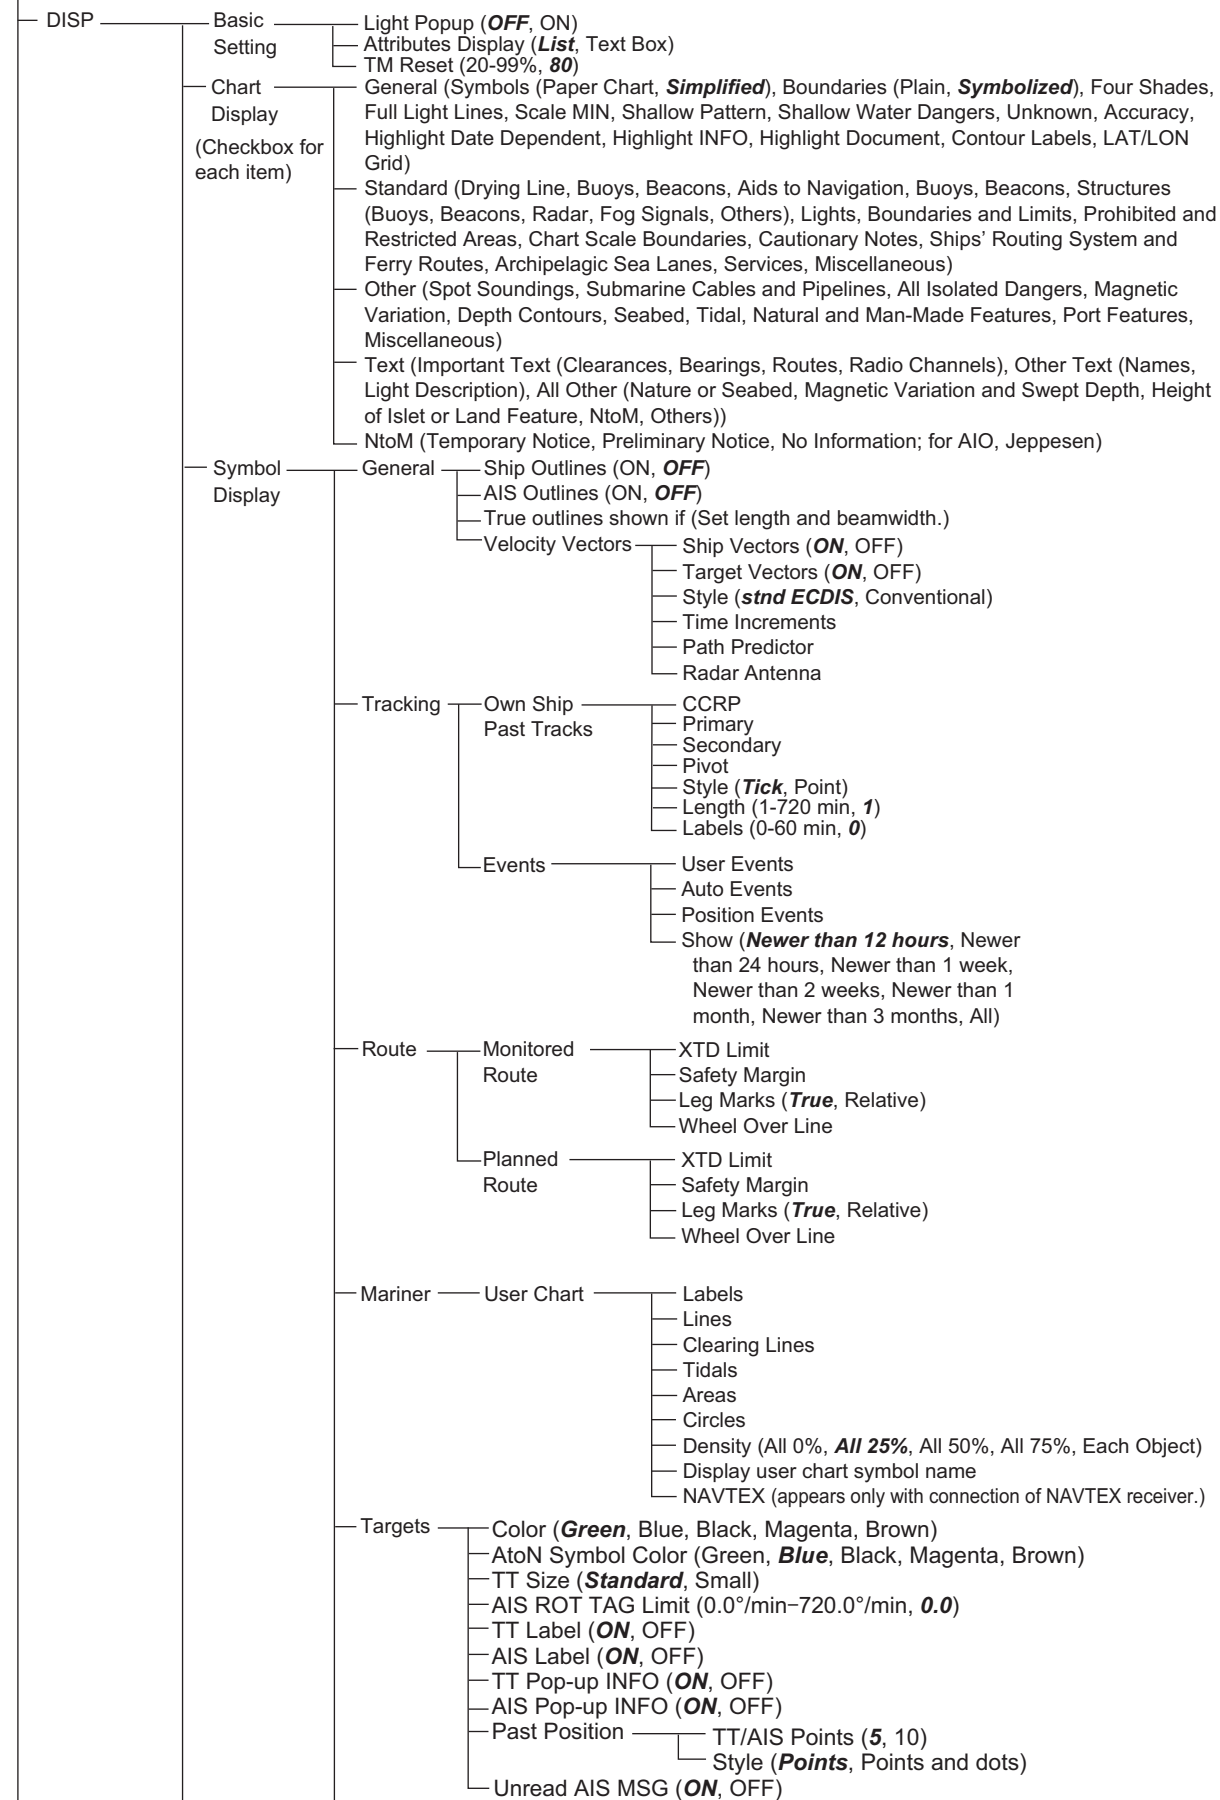 DISP
Basic
Setting
Light Popup (OFF, ON)
Attributes Display (List, Text Box)
TM Reset (20-99%, 80)
Chart
Display
(Checkbox for
each item)
General (Symbols (Paper Chart, Simplified), Boundaries (Plain, Symbolized), Four Shades,
Full Light Lines, Scale MIN, Shallow Pattern, Shallow Water Dangers, Unknown, Accuracy,
Highlight Date Dependent, Highlight INFO, Highlight Document, Contour Labels, LAT/LON
Grid)
Standard (Drying Line, Buoys, Beacons, Aids to Navigation, Buoys, Beacons, Structures
(Buoys, Beacons, Radar, Fog Signals, Others), Lights, Boundaries and Limits, Prohibited and
Restricted Areas, Chart Scale Boundaries, Cautionary Notes, Ships' Routing System and
Ferry Routes, Archipelagic Sea Lanes, Services, Miscellaneous)
Other (Spot Soundings, Submarine Cables and Pipelines, All Isolated Dangers, Magnetic
Variation, Depth Contours, Seabed, Tidal, Natural and Man-Made Features, Port Features,
Miscellaneous)
Text (Important Text (Clearances, Bearings, Routes, Radio Channels), Other Text (Names,
Light Description), All Other (Nature or Seabed, Magnetic Variation and Swept Depth, Height
of Islet or Land Feature, NtoM, Others))
NtoM (Temporary Notice, Preliminary Notice, No Information; for AIO, Jeppesen)
Symbol
Display
General
Ship Outlines (ON, OFF)
AIS Outlines (ON, OFF)
True outlines shown if (Set length and beamwidth.)
Velocity Vectors
Ship Vectors (ON, OFF)
Target Vectors (ON, OFF)
Style (stnd ECDIS, Conventional)
Time Increments
Path Predictor
Radar Antenna
Tracking
Own Ship
Past Tracks
CCRP
Primary
Secondary
Pivot
Style (Tick, Point)
Length (1-720 min, 1)
Labels (0-60 min, 0)
Events
User Events
Auto Events
Position Events
Show (Newer than 12 hours, Newer
than 24 hours, Newer than 1 week,
Newer than 2 weeks, Newer than 1
month, Newer than 3 months, All)
Route
Monitored
Route
XTD Limit
Safety Margin
Leg Marks (True, Relative)
Wheel Over Line
Planned
Route
XTD Limit
Safety Margin
Leg Marks (True, Relative)
Wheel Over Line
Mariner
User Chart
Labels
Lines
Clearing Lines
Tidals
Areas
Circles
Density (All 0%, All 25%, All 50%, All 75%, Each Object)
Display user chart symbol name
NAVTEX (appears only with connection of NAVTEX receiver.)
Targets
Color (Green, Blue, Black, Magenta, Brown)
AtoN Symbol Color (Green, Blue, Black, Magenta, Brown)
TT Size (Standard, Small)
AIS ROT TAG Limit (0.0°/min−720.0°/min, 0.0)
TT Label (ON, OFF)
AIS Label (ON, OFF)
TT Pop-up INFO (ON, OFF)
AIS Pop-up INFO (ON, OFF)
Past Position
TT/AIS Points (5, 10)
Style (Points, Points and dots)
Unread AIS MSG (ON, OFF)